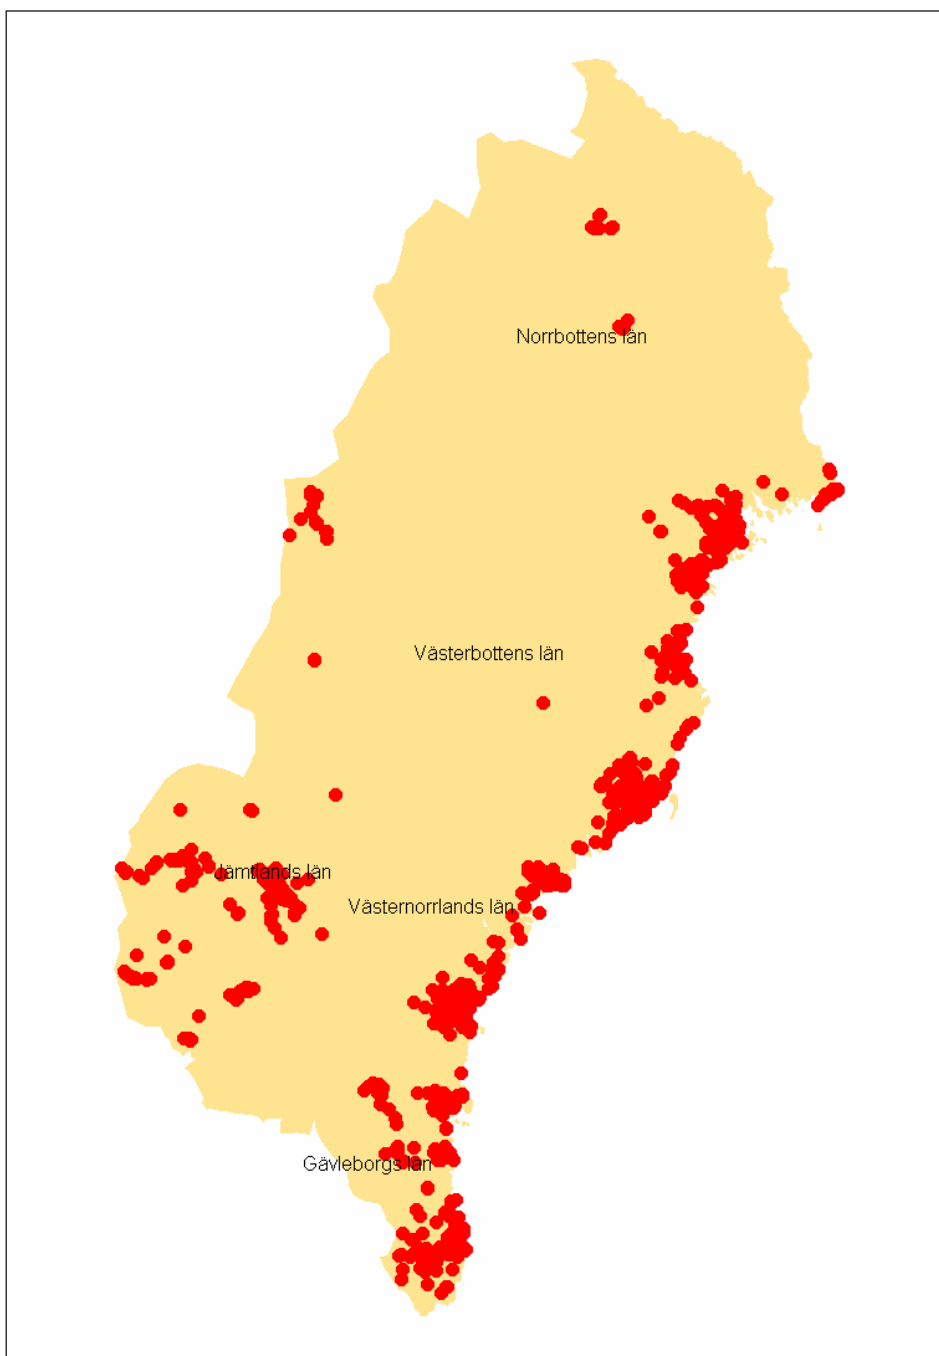 Norrbottens län
Västerbottens län
Jämtlands län
Västernorrlands län
Gävleborgs län